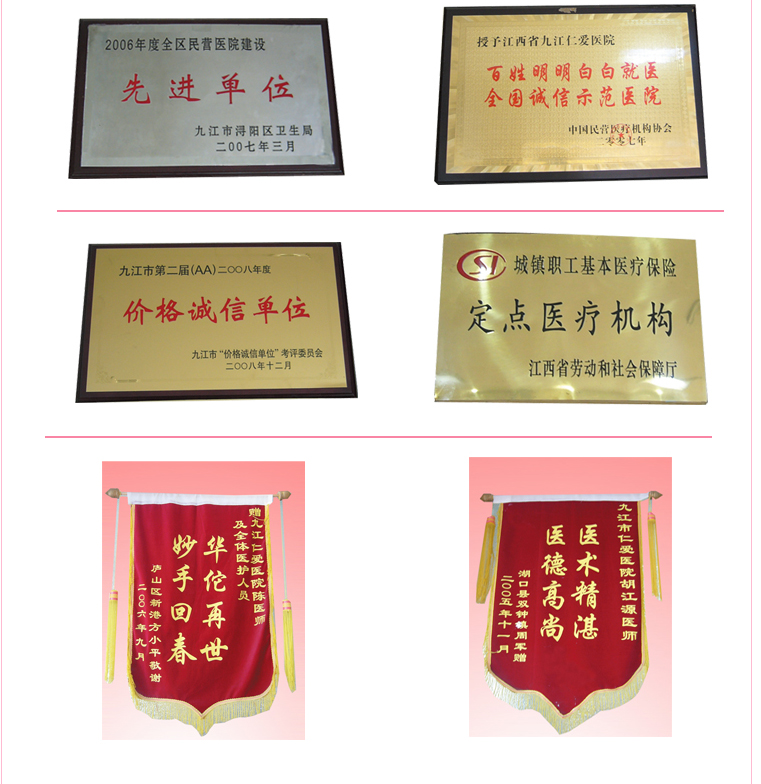 2006年度全区民营医院建设
先进单位
九江市浔阳区卫生局
二00七年三月
授予江西省九江仁爱医院
百姓明明白白就医
全国诚信示范医院
中国民营医疗机构协会
二零零七年
九江市第二届(AA)二00八年度
价格诚信单位
九江市“价格诚信单位”考评委员会
二00八年十二月
SI 城镇职工基本医疗保险
定点医疗机构
江西省劳动和社会保障厅
赠九江仁爱医院陈医师
及全体医护人员
华佗再世
妙手回春
庐山区新港方小平敬谢
二00六年九月
九江市仁爱医院胡江源医师
医术精湛
医德高尚
湖口县双钟镇周军赠
二00五年十一月